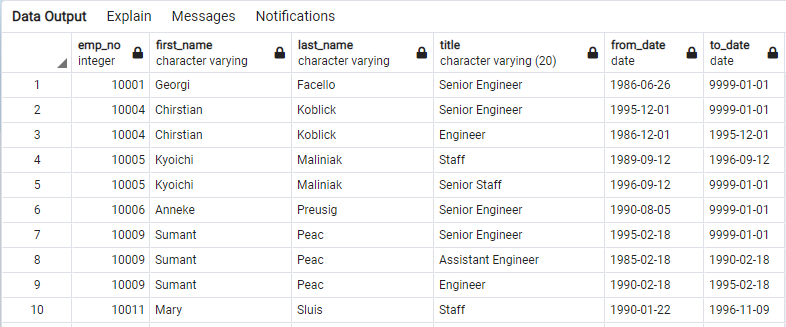 Data Output Explain Messages Notifications
emp_no first_name last_name title from_date to_date
integer character varying character varying character varying (20) date date
1 10001 Georgi Facello Senior Engineer 1986-06-26 9999-01-01
2 10004 Chirstian Koblick Senior Engineer 1995-12-01 9999-01-01
3 10004 Chirstian Koblick Engineer 1986-12-01 1995-12-01
4 10005 Kyoichi Maliniak Staff 1989-09-12 1996-09-12
5 10005 Kyoichi Maliniak Senior Staff 1996-09-12 9999-01-01
6 10006 Anneke Preusig Senior Engineer 1990-08-05 9999-01-01
7 10009 Sumant Peac Senior Engineer 1995-02-18 9999-01-01
8 10009 Sumant Peac Assistant Engineer 1985-02-18 1990-02-18
9 10009 Sumant Peac Engineer 1990-02-18 1995-02-18
10 10011 Mary Sluis Staff 1990-01-22 1996-11-09